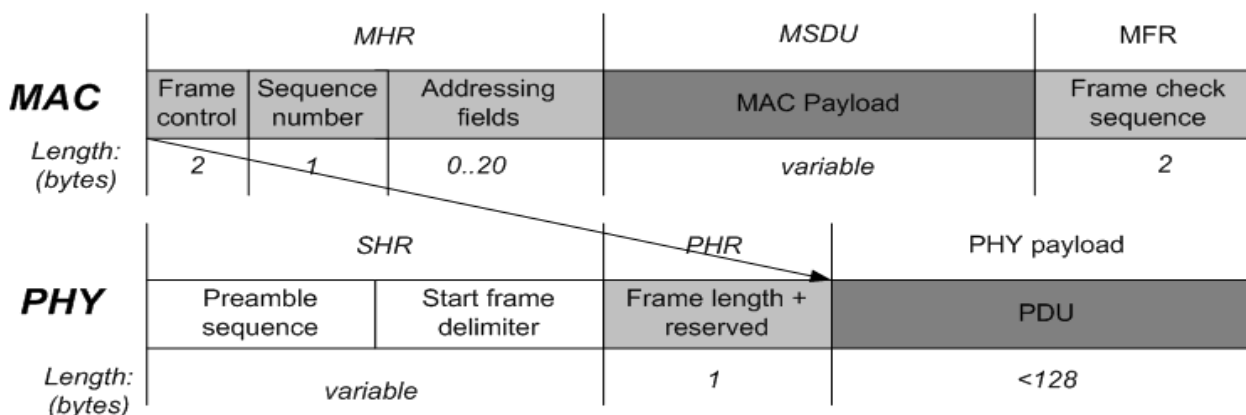 MHR MSDU MFR
MAC Frame control Sequence number Addressing fields MAC Payload Frame check sequence
Length: (bytes) 2 1 0..20 variable 2
SHR PHR PHY payload
PHY Preamble sequence Start frame delimiter Frame length + reserved PDU
Length: (bytes) variable 1 <128